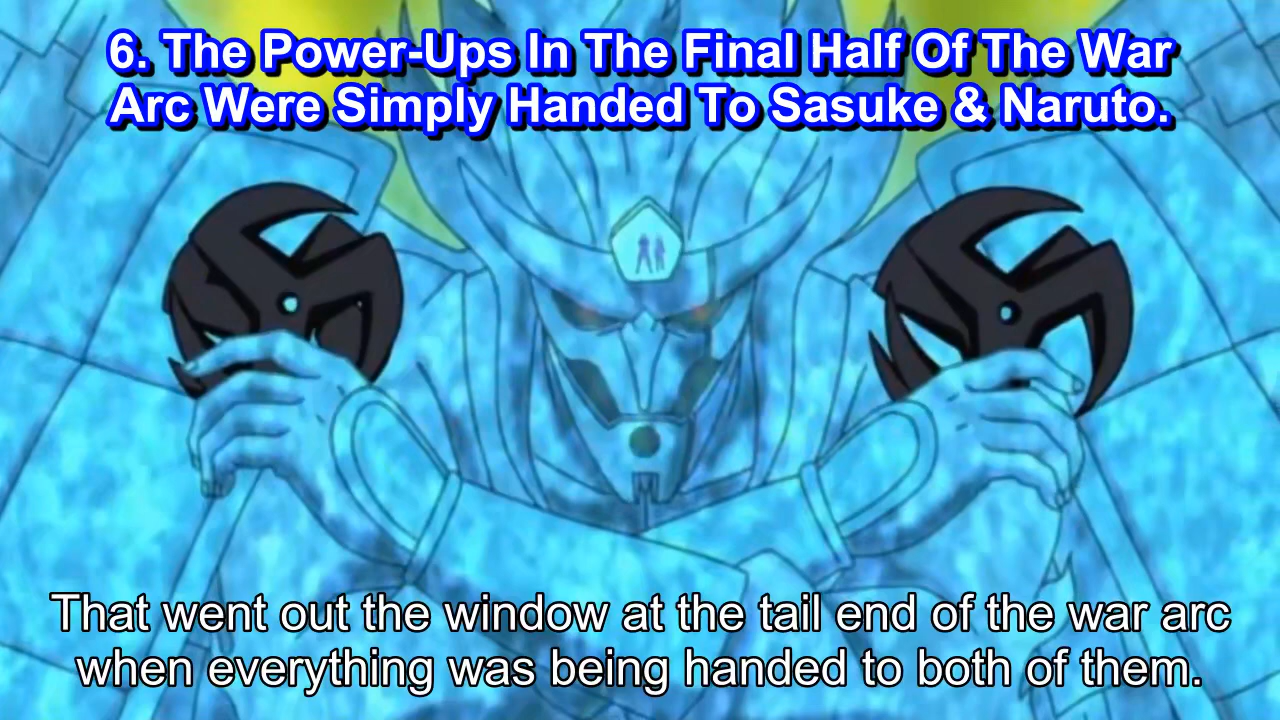 6. The Power-Ups In The Final Half Of The War
Arc Were Simply Handed To Sasuke & Naruto.
That went out the window at the tail end of the war arc
when everything was being handed to both of them.